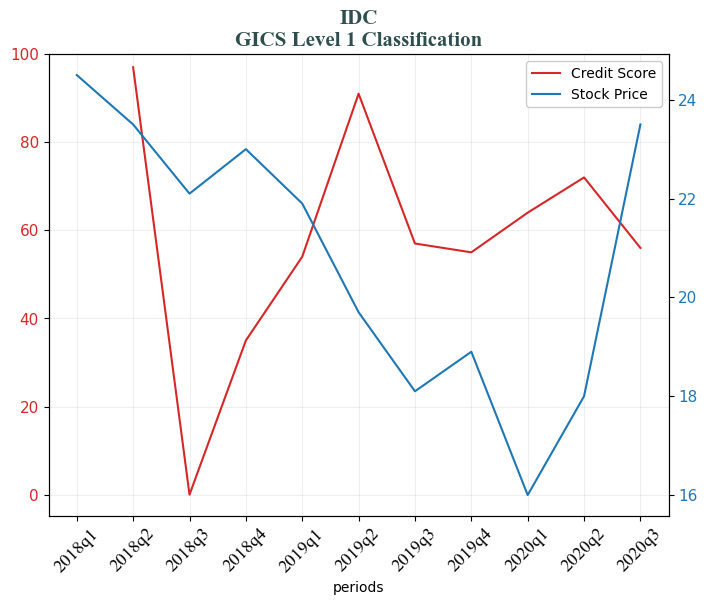 IDC
GICS Level 1 Classification
Credit Score
Stock Price
100
80
60
40
20
0
24
22
20
18
16
2018q1
2018q2
2018q3
2018q4
2019q1
2019q2
2019q3
2019q4
2020q1
2020q2
2020q3
periods